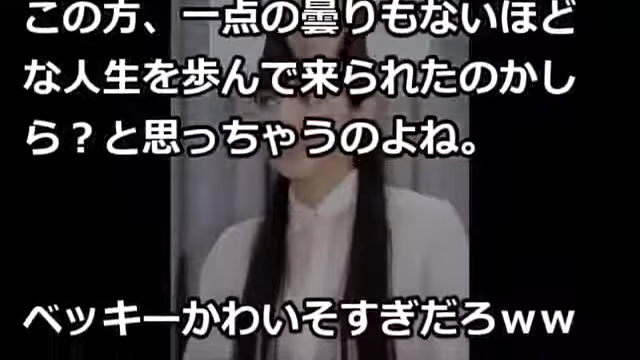 この方、一点の曇りもないほど
な人生を歩んで来られたのかし
ら？と思っちゃうのよね。
ベッキーかわいそすぎだろｗｗ